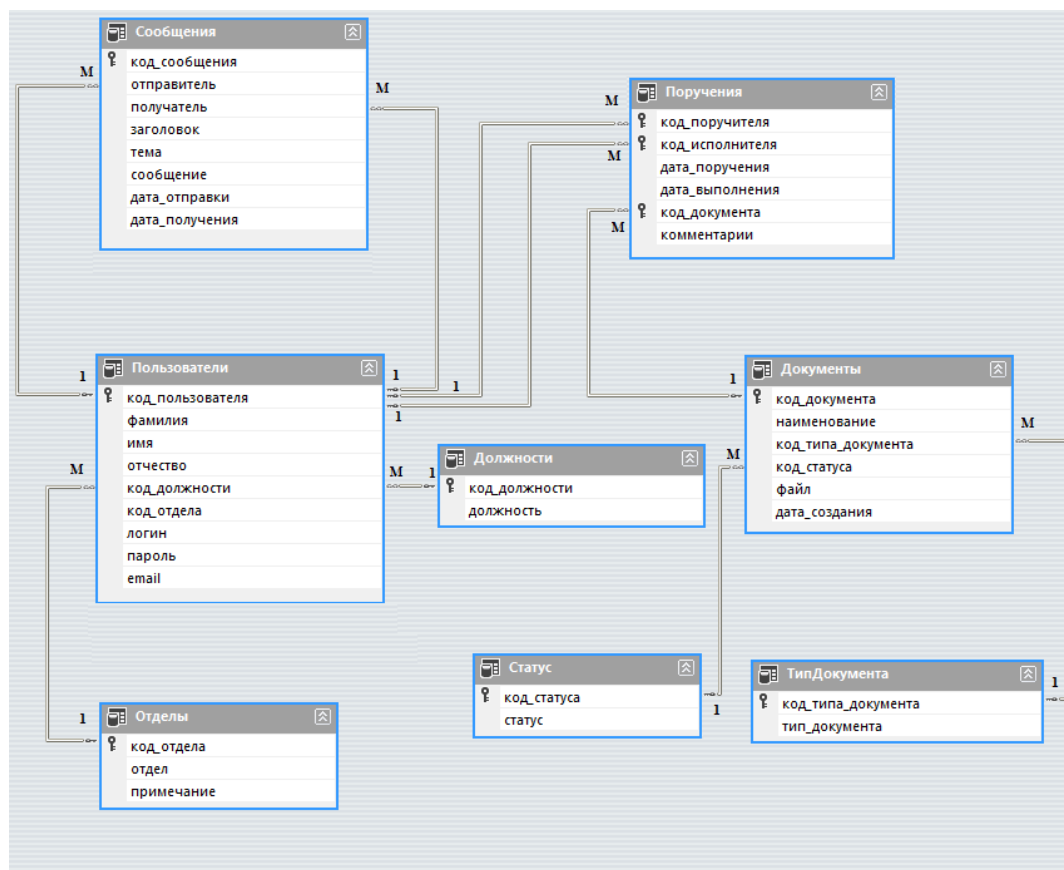 Сообщения
код_сообщения
отправитель
получатель
заголовок
тема
сообщение
дата_отправки
дата_получения
M
M
Поручения
код_поручителя
код_исполнителя
дата_поручения
дата_выполнения
код_документа
комментарии
M
M
M
Пользователи
код_пользователя
фамилия
имя
отчество
код_должности
код_отдела
логин
пароль
email
1
1
1
1
M
M
Должности
код_должности
должность
1
Документы
код_документа
наименование
код_типа_документа
код_статуса
файл
дата_создания
1
M
M
Статус
код_статуса
статус
1
ТипДокумента
код_типа_документа
тип_документа
1
Отделы
код_отдела
отдел
примечание
1